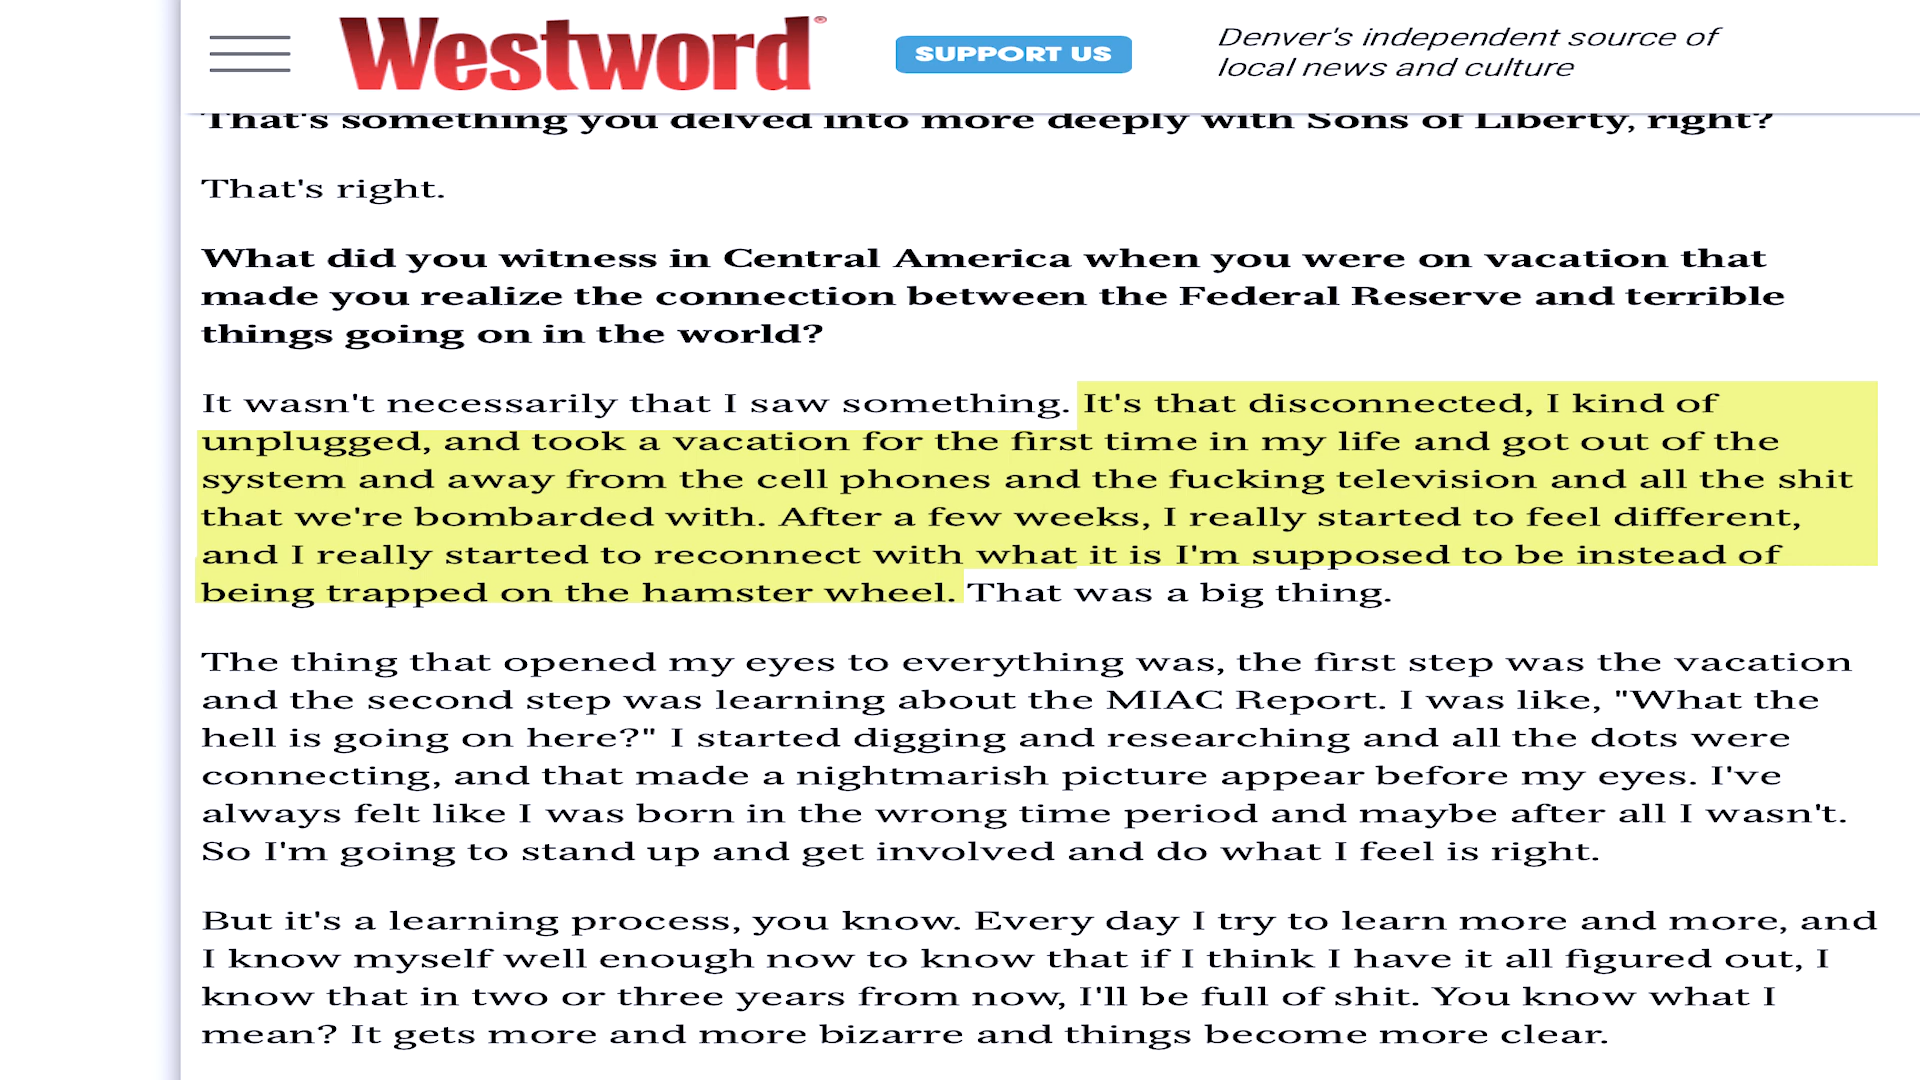 Westword®
SUPPORT US
Denver's independent source of
local news and culture
That's something you delved into more deeply with Sons of Liberty, right?
That's right.
What did you witness in Central America when you were on vacation that
made you realize the connection between the Federal Reserve and terrible
things going on in the world?
It wasn't necessarily that I saw something. It's that disconnected, I kind of
unplugged, and took a vacation for the first time in my life and got out of the
system and away from the cell phones and the fucking television and all the shit
that we're bombarded with. After a few weeks, I really started to feel different,
and I really started to reconnect with what it is I'm supposed to be instead of
being trapped on the hamster wheel. That was a big thing.
The thing that opened my eyes to everything was, the first step was the vacation
and the second step was learning about the MIAC Report. I was like, "What the
hell is going on here?" I started digging and researching and all the dots were
connecting, and that made a nightmarish picture appear before my eyes. I've
always felt like I was born in the wrong time period and maybe after all I wasn't.
So I'm going to stand up and get involved and do what I feel is right.
But it's a learning process, you know. Every day I try to learn more and more, and
I know myself well enough now to know that if I think I have it all figured out, I
know that in two or three years from now, I'll be full of shit. You know what I
mean? It gets more and more bizarre and things become more clear.